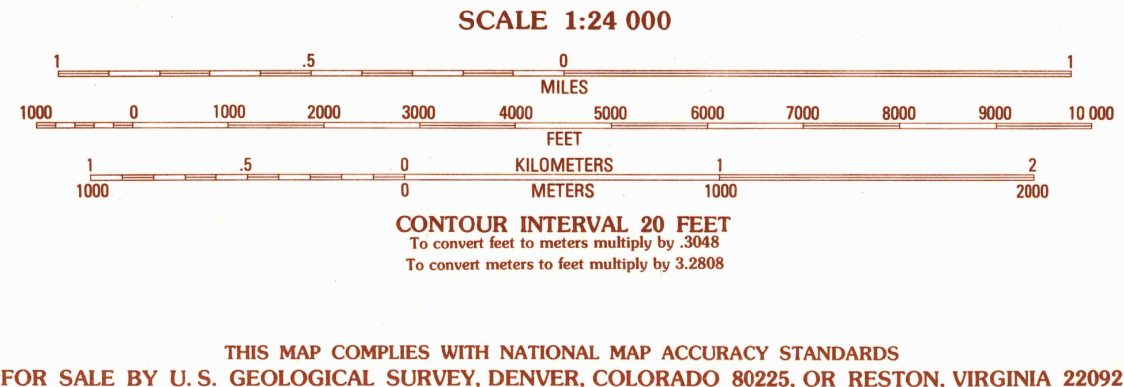 SCALE 1:24 000
1 .5 0 1
MILES
1000 0 1000 2000 3000 4000 5000 6000 7000 8000 9000 10 000
FEET
1 .5 0 KILOMETERS 1 2
1000 0 METERS 1000 2000
CONTOUR INTERVAL 20 FEET
To convert feet to meters multiply by .3048
To convert meters to feet multiply by 3.2808
THIS MAP COMPLIES WITH NATIONAL MAP ACCURACY STANDARDS
FOR SALE BY U. S. GEOLOGICAL SURVEY, DENVER, COLORADO 80225, OR RESTON, VIRGINIA 22092